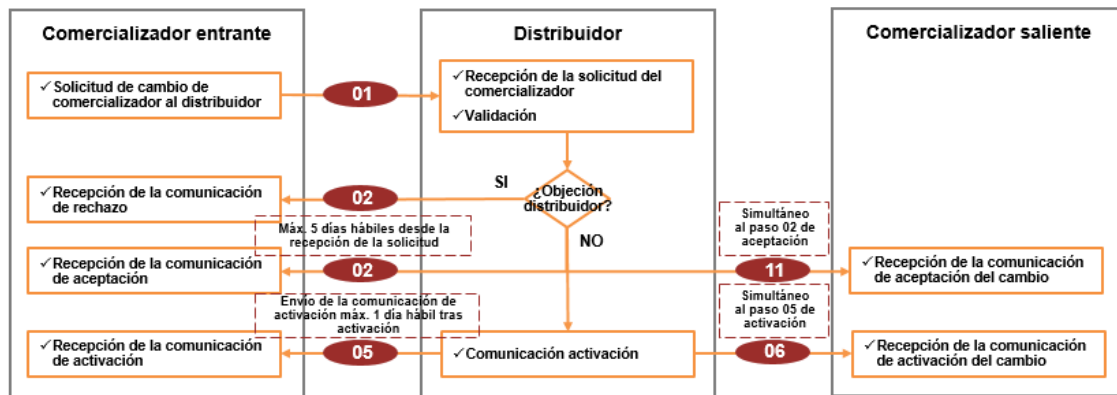 Comercializador entrante
Distribuidor
Comercializador saliente
✓Solicitud de cambio de
comercializador al distribuidor
01
✓Recepción de la solicitud del
comercializador
✓Validación
✓Recepción de la comunicación
de rechazo
02
SI
¿Objeción
distribuidor?
Máx. 5 días hábiles desde la
recepción de la solicitud
NO
Simultáneo
al paso 02 de
aceptación
✓Recepción de la comunicación
de aceptación
02
11
✓Recepción de la comunicación
de aceptación del cambio
Envío de la comunicación de
activación máx. 1 día hábil tras
activación
Simultáneo
al paso 05 de
activación
✓Recepción de la comunicación
de activación
05
✓Comunicación activación
06
✓Recepción de la comunicación
de activación del cambio